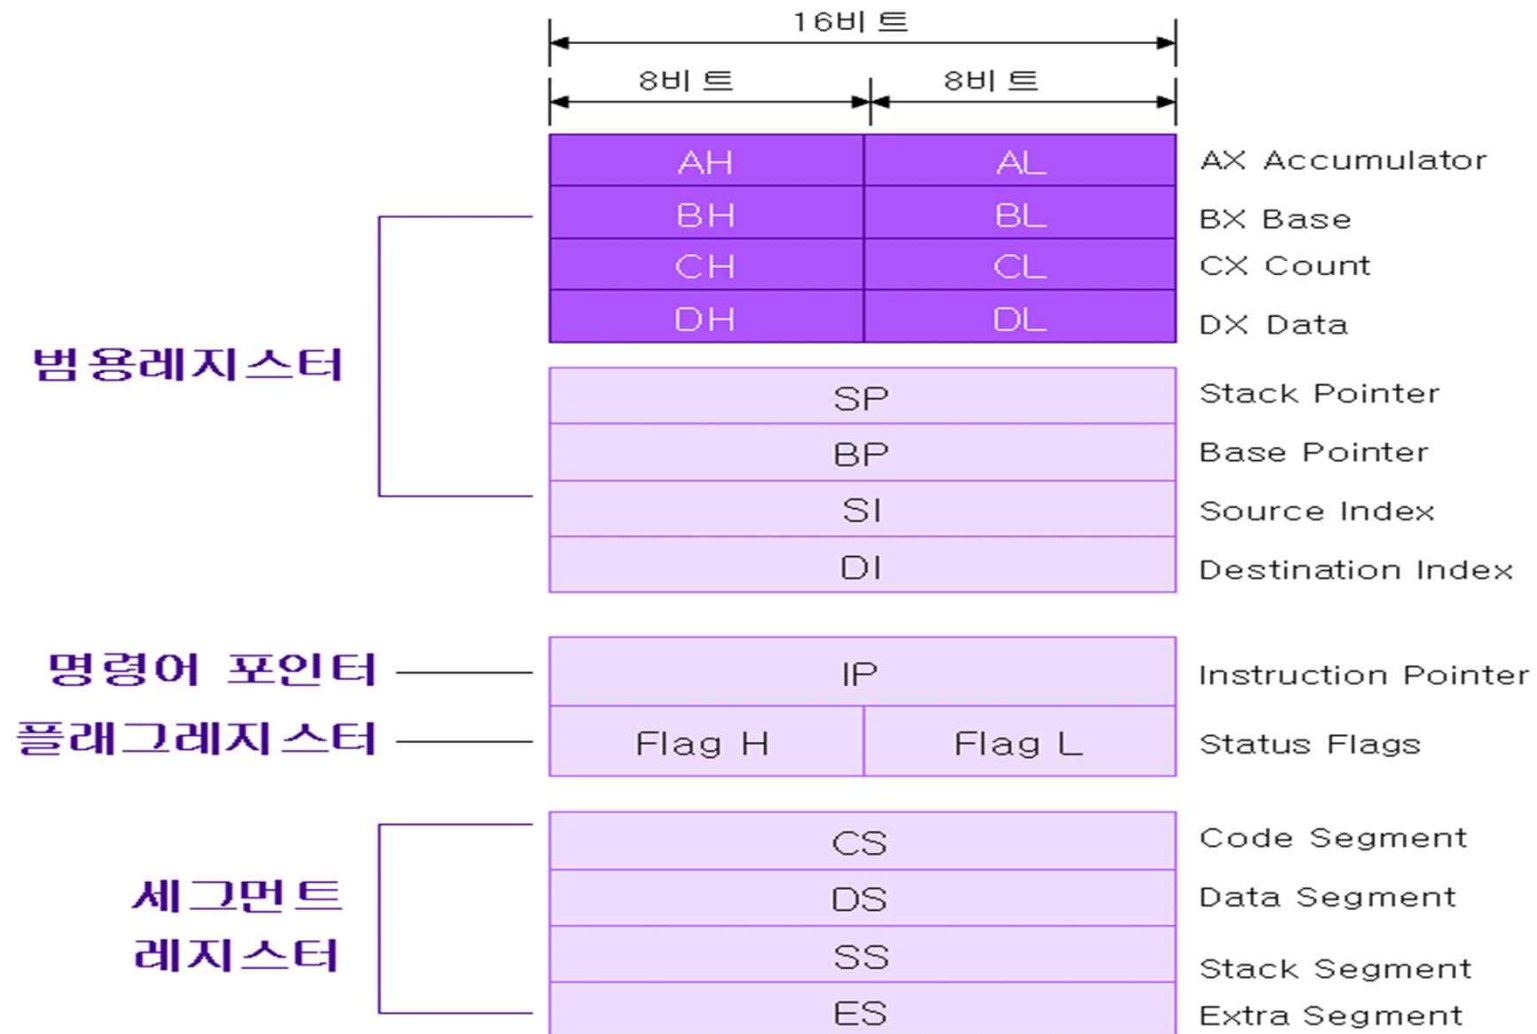 16비트
8비트 8비트
AH AL AX Accumulator
BH BL BX Base
CH CL CX Count
DH DL DX Data
범용레지스터
SP Stack Pointer
BP Base Pointer
SI Source Index
DI Destination Index
명령어 포인터 IP Instruction Pointer
플래그레지스터 Flag H Flag L Status Flags
세그먼트
레지스터
CS Code Segment
DS Data Segment
SS Stack Segment
ES Extra Segment